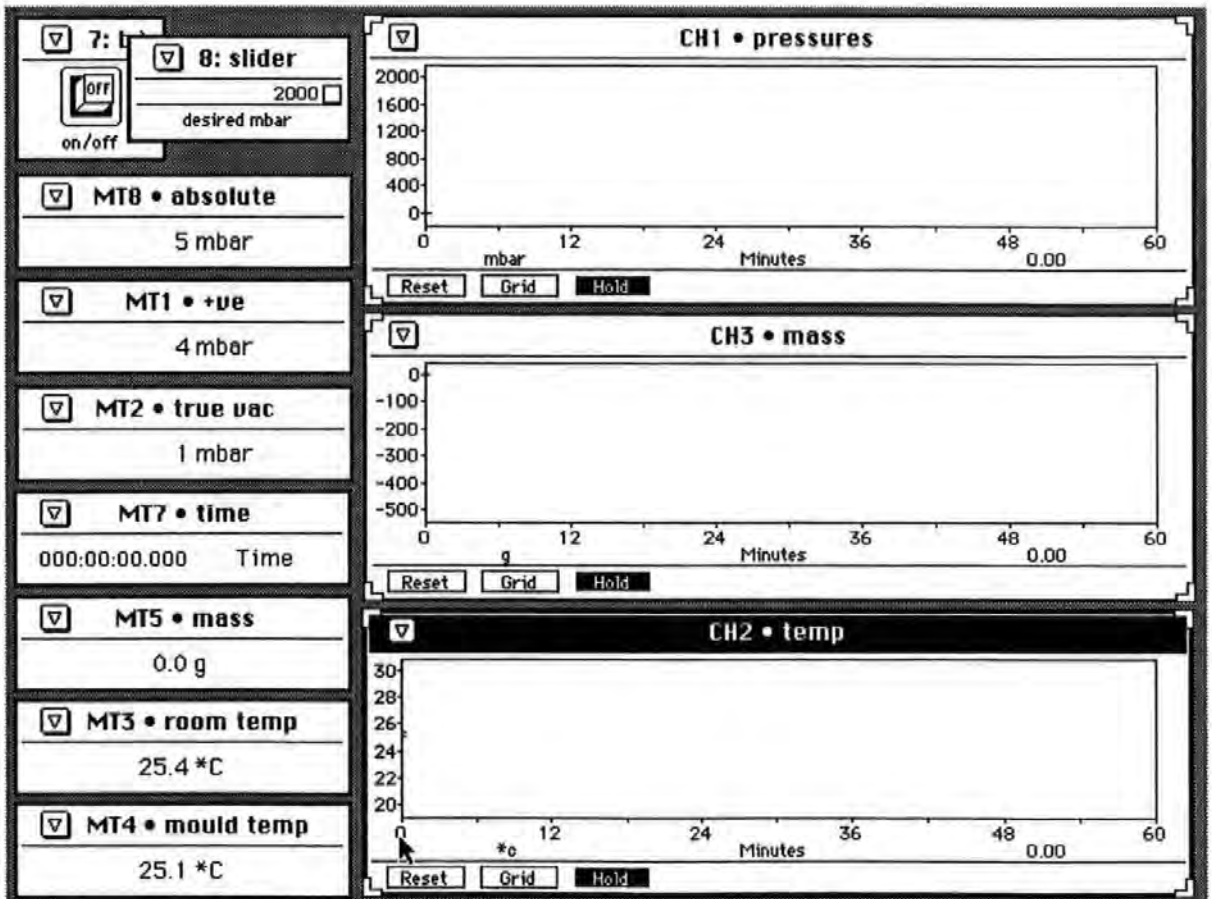 7:
OFF
on/off
8: slider
2000
desired mbar
MT8 • absolute
5 mbar
MT1 • +ve
4 mbar
MT2 • true vac
1 mbar
MT7 • time
000:00:00.000 Time
MT5 • mass
0.0 g
MT3 • room temp
25.4 *C
MT4 • mould temp
25.1 *C
CH1 • pressures
2000
1600
1200
800
400
0
0 12 24 36 48 60
mbar Minutes 0.00
Reset Grid Hold
CH3 • mass
0
-100
-200
-300
-400
-500
0 12 24 36 48 60
g Minutes 0.00
Reset Grid Hold
CH2 • temp
30
28
26
24
22
20
0 12 24 36 48 60
*c Minutes 0.00
Reset Grid Hold